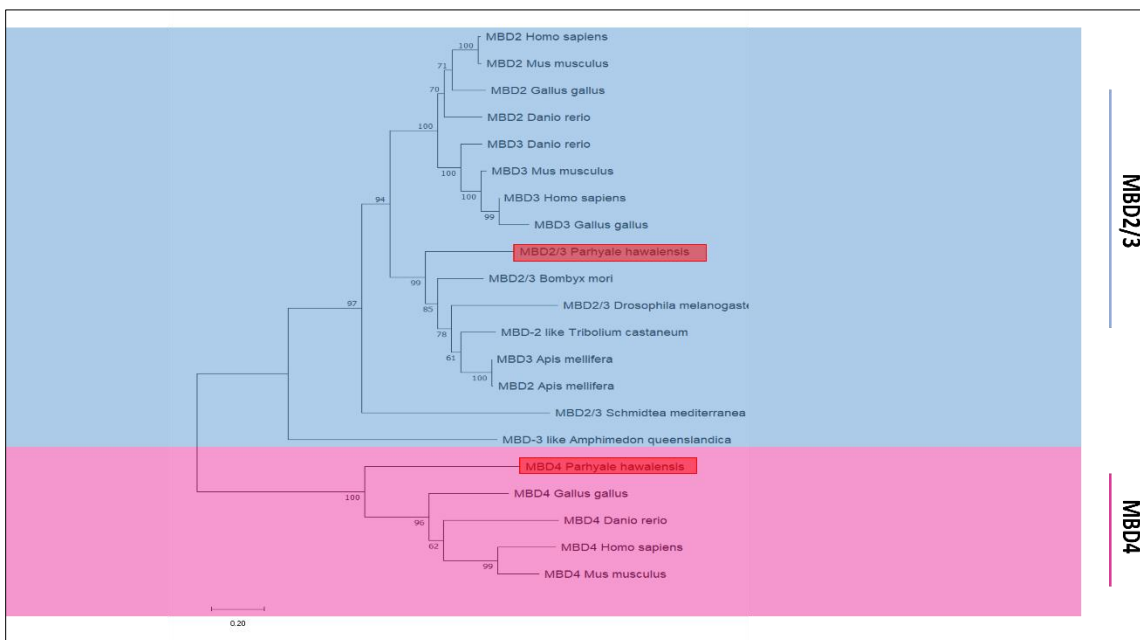 MBD2 Homo sapiens
100
MBD2 Mus musculus
71
MBD2 Gallus gallus
70
MBD2 Danio rerio
100
MBD3 Danio rerio
100
MBD3 Mus musculus
100
MBD3 Homo sapiens
99
MBD3 Gallus gallus
94
MBD2/3 Parhyale hawaiensis
99
MBD2/3 Bombyx mori
85
MBD2/3 Drosophila melanogaste
97
78
MBD-2 like Tribolium castaneum
61
MBD3 Apis mellifera
100
MBD2 Apis mellifera
MBD2/3 Schmidtea mediterranea
MBD-3 like Amphimedon queenslandica
MBD4 Parhyale hawaiensis
100
MBD4 Gallus gallus
96
MBD4 Danio rerio
62
MBD4 Homo sapiens
99
MBD4 Mus musculus
0.20
MBD2/3
MBD4